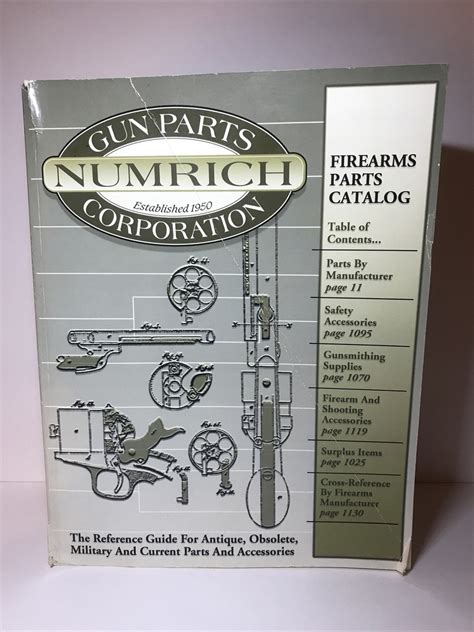 GUN PARTS
NUMRICH
Established 1950
CORPORATION
FIREARMS
PARTS
CATALOG
Table of
Contents...
Parts By
Manufacturer
page 11
Safety
Accessories
page 1095
Gunsmithing
Supplies
page 1070
Firearm And
Shooting
Accessories
page 1119
Surplus Items
page 1025
Cross-Reference
By Firearms
Manufacturer
page 1130
The Reference Guide For Antique, Obsolete,
Military And Current Parts And Accessories